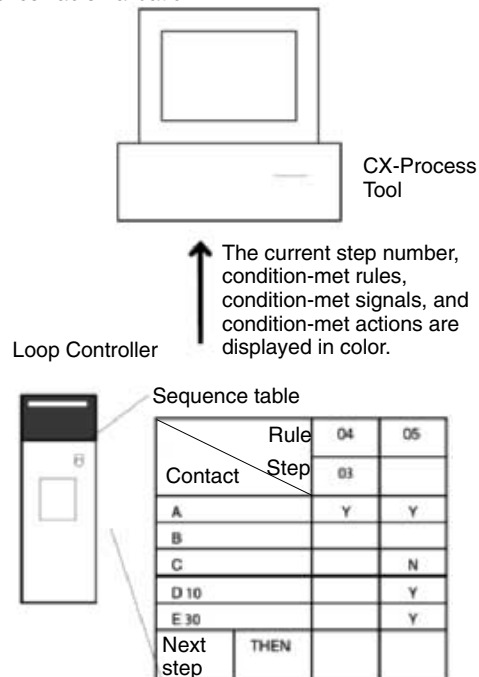 CX-Process
Tool
The current step number,
condition-met rules,
condition-met signals, and
condition-met actions are
displayed in color.
Loop Controller
Sequence table
Rule 04 05
Contact Step 03
A Y Y
B
C N
D 10 Y
E 30 Y
Next THEN
step